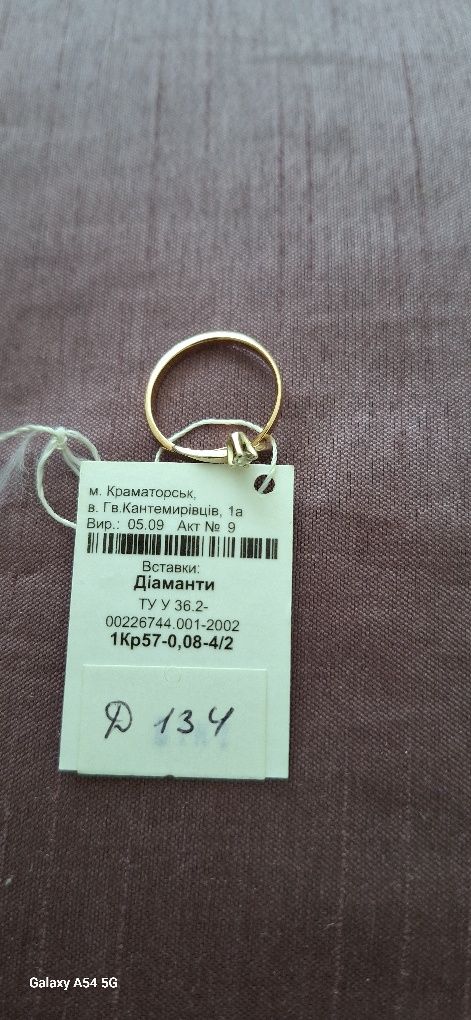 м. Краматорськ,
в. Гв.Кантемирівців, 1а
Вир.: 05.09 Акт № 9
Вставки:
Діаманти
ТУ У 36.2-
00226744.001-2002
1Кр57-0,08-4/2
Д 134
Galaxy A54 5G